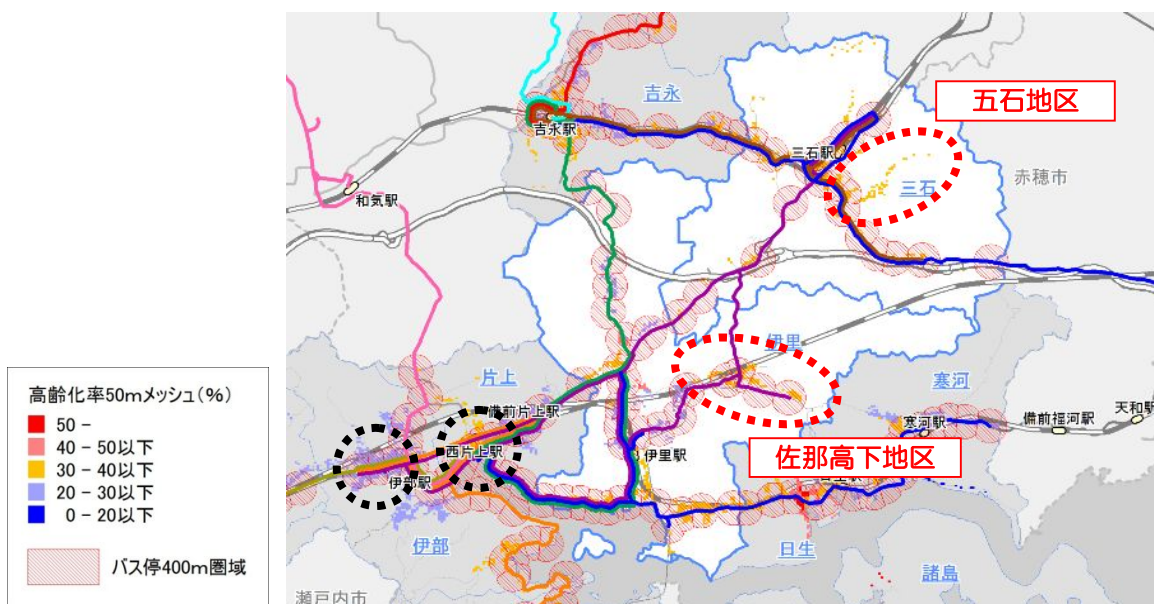 吉永
五石地区
吉永駅
三石駅
三石
赤穂市
和気駅
伊里
片上
寒河
備前片上駅
天和駅
寒河駅
備前福河駅
西片上駅
伊里駅
佐那高下地区
伊部駅
伊部
日生
諸島
瀬戸内市
高齢化率50mメッシュ(%)
50 -
40 - 50以下
30 - 40以下
20 - 30以下
0 - 20以下
バス停400m圏域